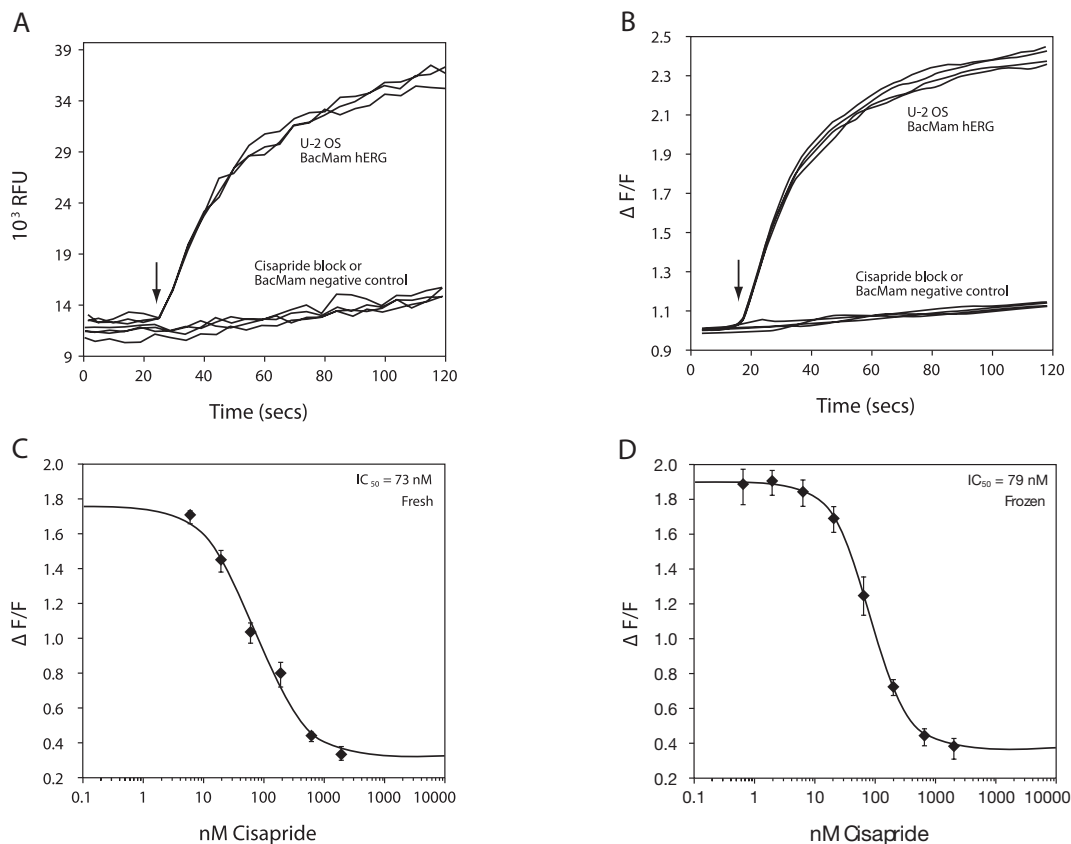 A
39
34
29
24
19
14
9
10³ RFU
U-2 OS
BacMam hERG
Cisapride block or
BacMam negative control
0 20 40 60 80 100 120
Time (secs)
B
2.5
2.3
2.1
1.9
1.7
1.5
1.3
1.1
0.9
Δ F/F
U-2 OS
BacMam hERG
Cisapride block or
BacMam negative control
0 20 40 60 80 100 120
Time (secs)
C
2.0
1.8
1.6
1.4
1.2
1.0
0.8
0.6
0.4
0.2
Δ F/F
IC₅₀ = 73 nM
Fresh
0.1 1 10 100 1000 10000
nM Cisapride
D
2.0
1.8
1.6
1.4
1.2
1.0
0.8
0.6
0.4
0.2
Δ F/F
IC₅₀ = 79 nM
Frozen
0.1 1 10 100 1000 10000
nM Cisapride